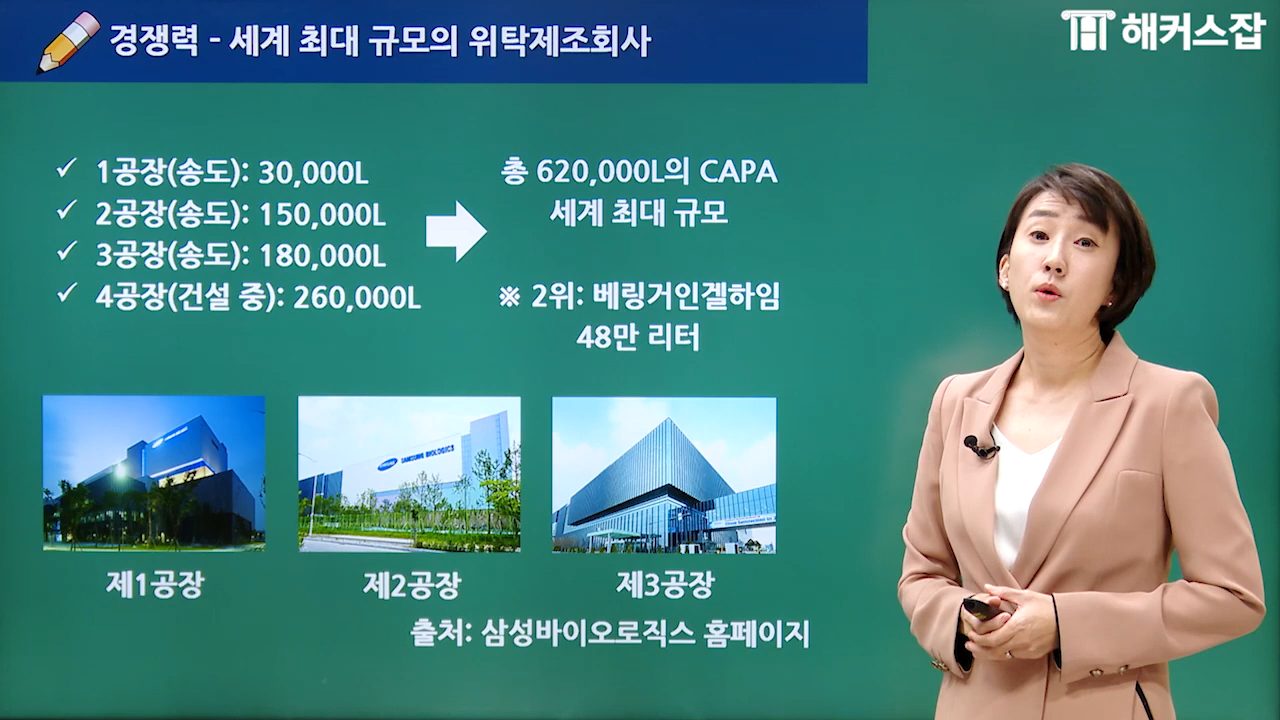 경쟁력 - 세계 최대 규모의 위탁제조회사
해커스잡
✓ 1공장(송도): 30,000L
✓ 2공장(송도): 150,000L
✓ 3공장(송도): 180,000L
✓ 4공장(건설 중): 260,000L
총 620,000L의 CAPA
세계 최대 규모
※ 2위: 베링거인겔하임
48만 리터
SAMSUNG
SAMSUNG BIOLOGICS
제1공장
제2공장
제3공장
출처: 삼성바이오로직스 홈페이지